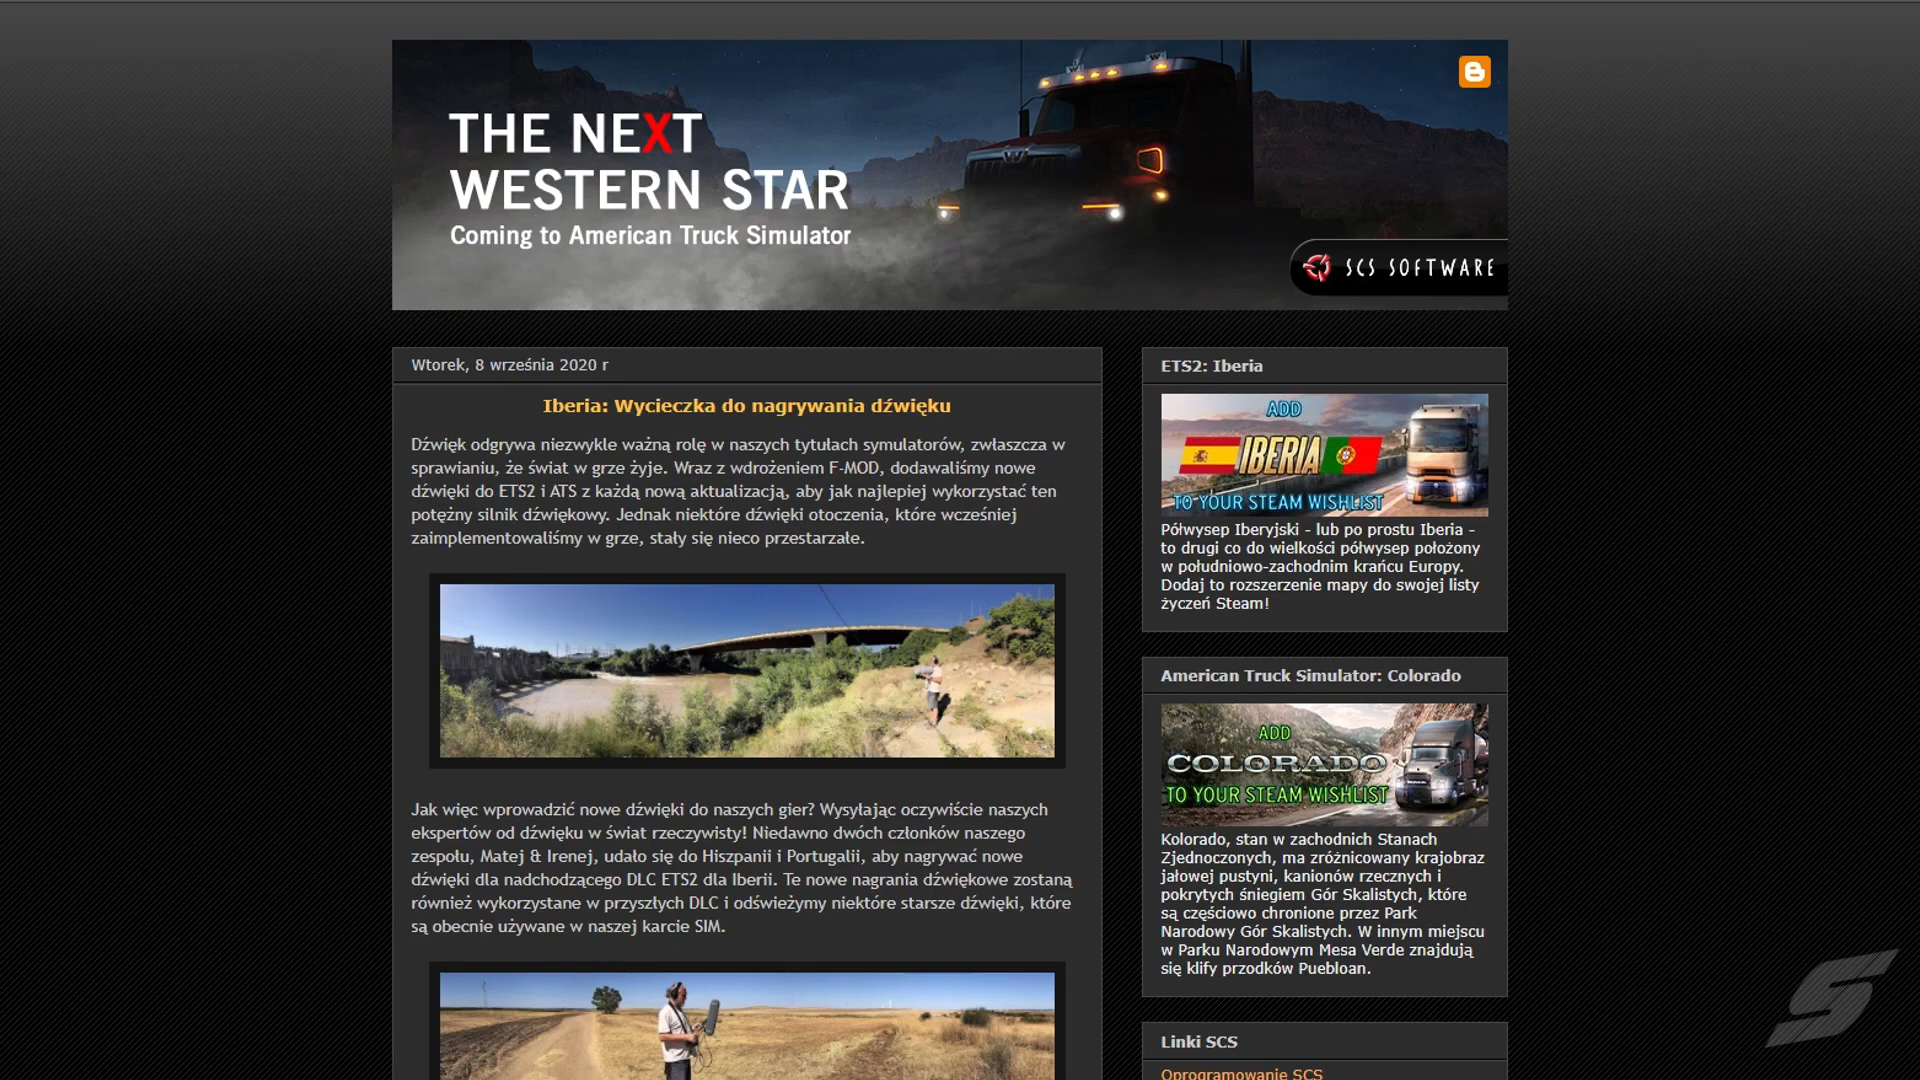 THE NEXT
WESTERN STAR
Coming to American Truck Simulator
SCS SOFTWARE
Wtorek, 8 września 2020 r
Iberia: Wycieczka do nagrywania dźwięku
Dźwięk odgrywa niezwykle ważną rolę w naszych tytułach symulatorów, zwłaszcza w
sprawianiu, że świat w grze żyje. Wraz z wdrożeniem F-MOD, dodawaliśmy nowe
dźwięki do ETS2 i ATS z każdą nową aktualizacją, aby jak najlepiej wykorzystać ten
potężny silnik dźwiękowy. Jednak niektóre dźwięki otoczenia, które wcześniej
zaimplementowaliśmy w grze, stały się nieco przestarzałe.
Jak więc wprowadzić nowe dźwięki do naszych gier? Wysyłając oczywiście naszych
ekspertów od dźwięku w świat rzeczywisty! Niedawno dwóch członków naszego
zespołu, Matej & Irenej, udało się do Hiszpanii i Portugalii, aby nagrywać nowe
dźwięki dla nadchodzącego DLC ETS2 dla Iberii. Te nowe nagrania dźwiękowe zostaną
również wykorzystane w przyszłych DLC i odświeżymy niektóre starsze dźwięki, które
są obecnie używane w naszej karcie SIM.
ETS2: Iberia
ADD
IBERIA
TO YOUR STEAM WISHLIST
Półwysep Iberyjski - lub po prostu Iberia -
to drugi co do wielkości półwysep położony
w południowo-zachodnim krańcu Europy.
Dodaj to rozszerzenie mapy do swojej listy
życzeń Steam!
American Truck Simulator: Colorado
ADD
COLORADO
TO YOUR STEAM WISHLIST
Kolorado, stan w zachodnich Stanach
Zjednoczonych, ma zróżnicowany krajobraz
jałowej pustyni, kanionów rzecznych i
pokrytych śniegiem Gór Skalistych, które
są częściowo chronione przez Park
Narodowy Gór Skalistych. W innym miejscu
w Parku Narodowym Mesa Verde znajdują
się klify przodków Puebloan.
Linki SCS
Oprogramowanie SCS